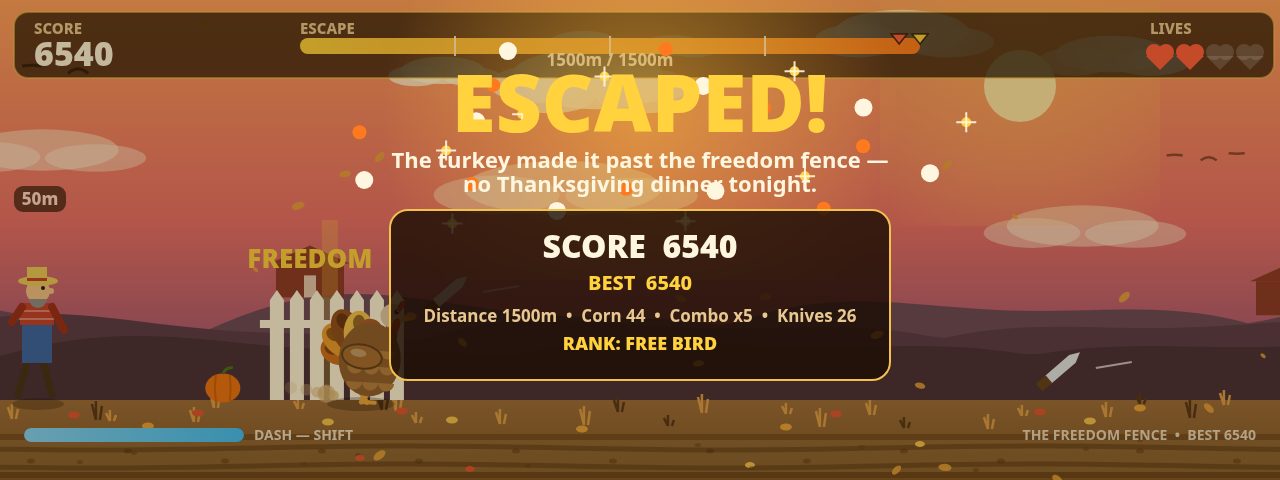 SCORE
6540
ESCAPE
1500m / 1500m
LIVES
ESCAPED!
The turkey made it past the freedom fence —
no Thanksgiving dinner tonight.
50m
FREEDOM
SCORE 6540
BEST 6540
Distance 1500m • Corn 44 • Combo x5 • Knives 26
RANK: FREE BIRD
DASH — SHIFT
THE FREEDOM FENCE • BEST 6540